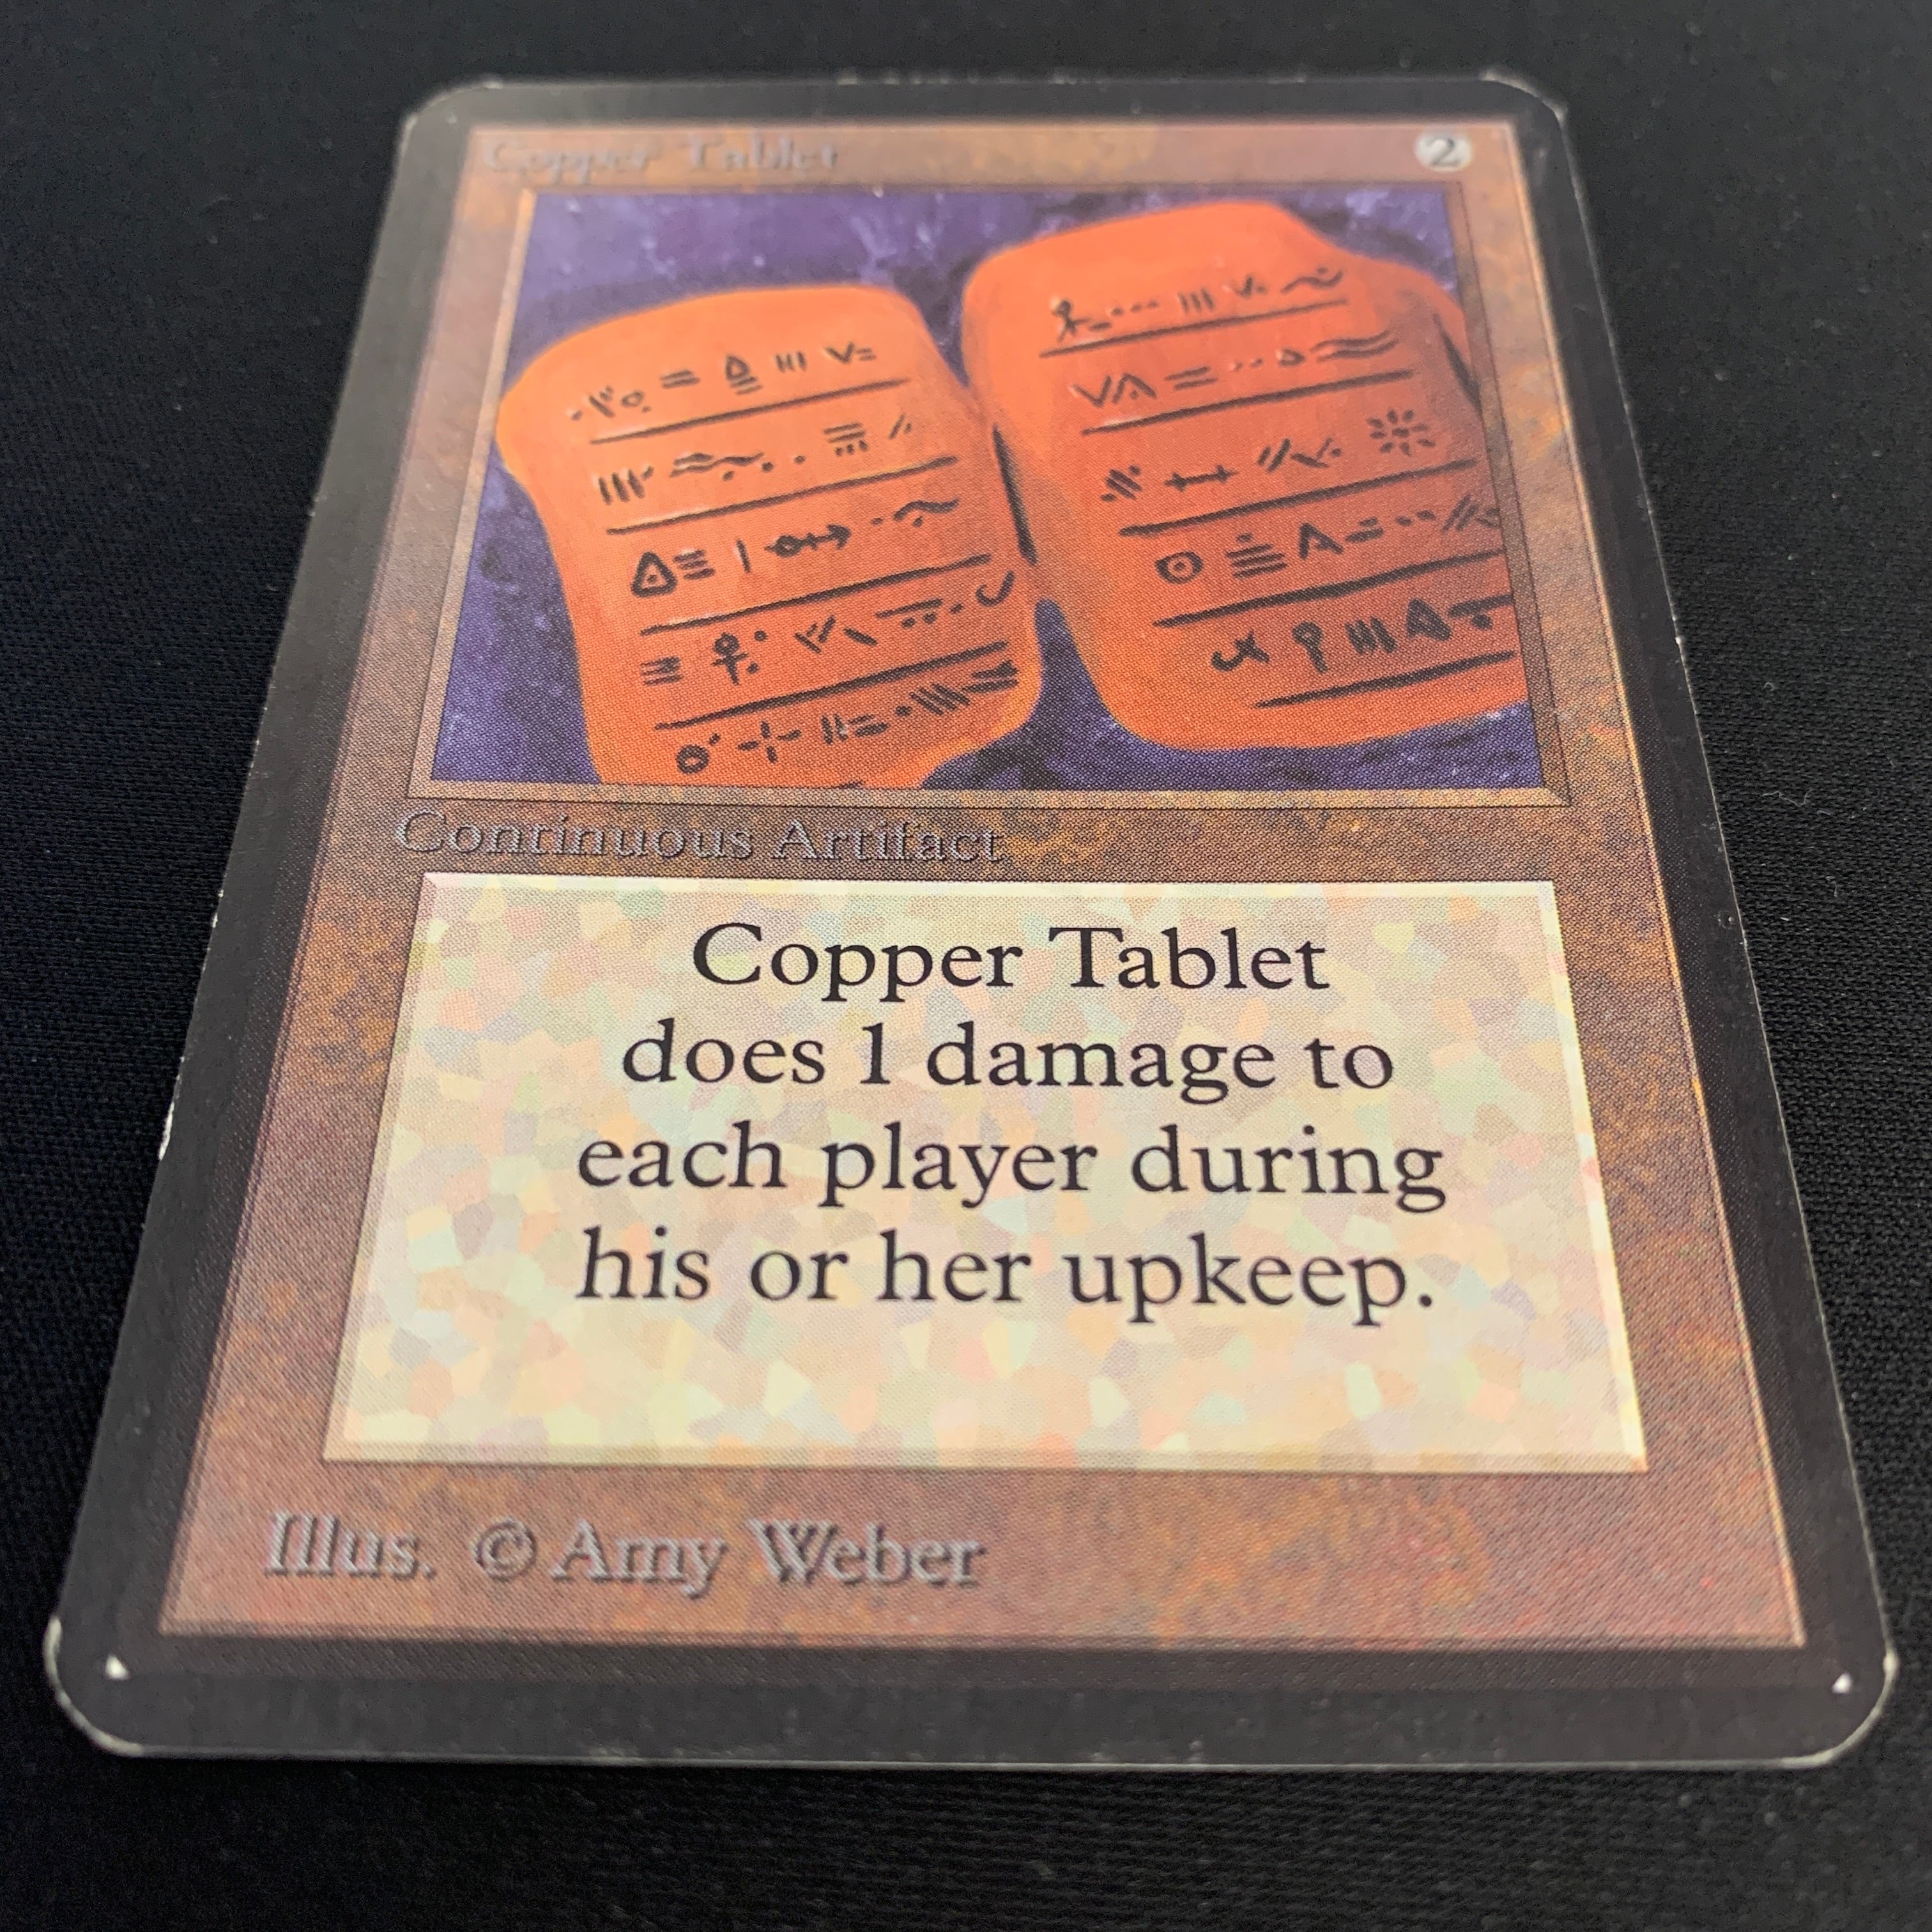 Copper Tablet 2
Continuous Artifact
Copper Tablet
does 1 damage to
each player during
his or her upkeep.
Illus. © Amy Weber